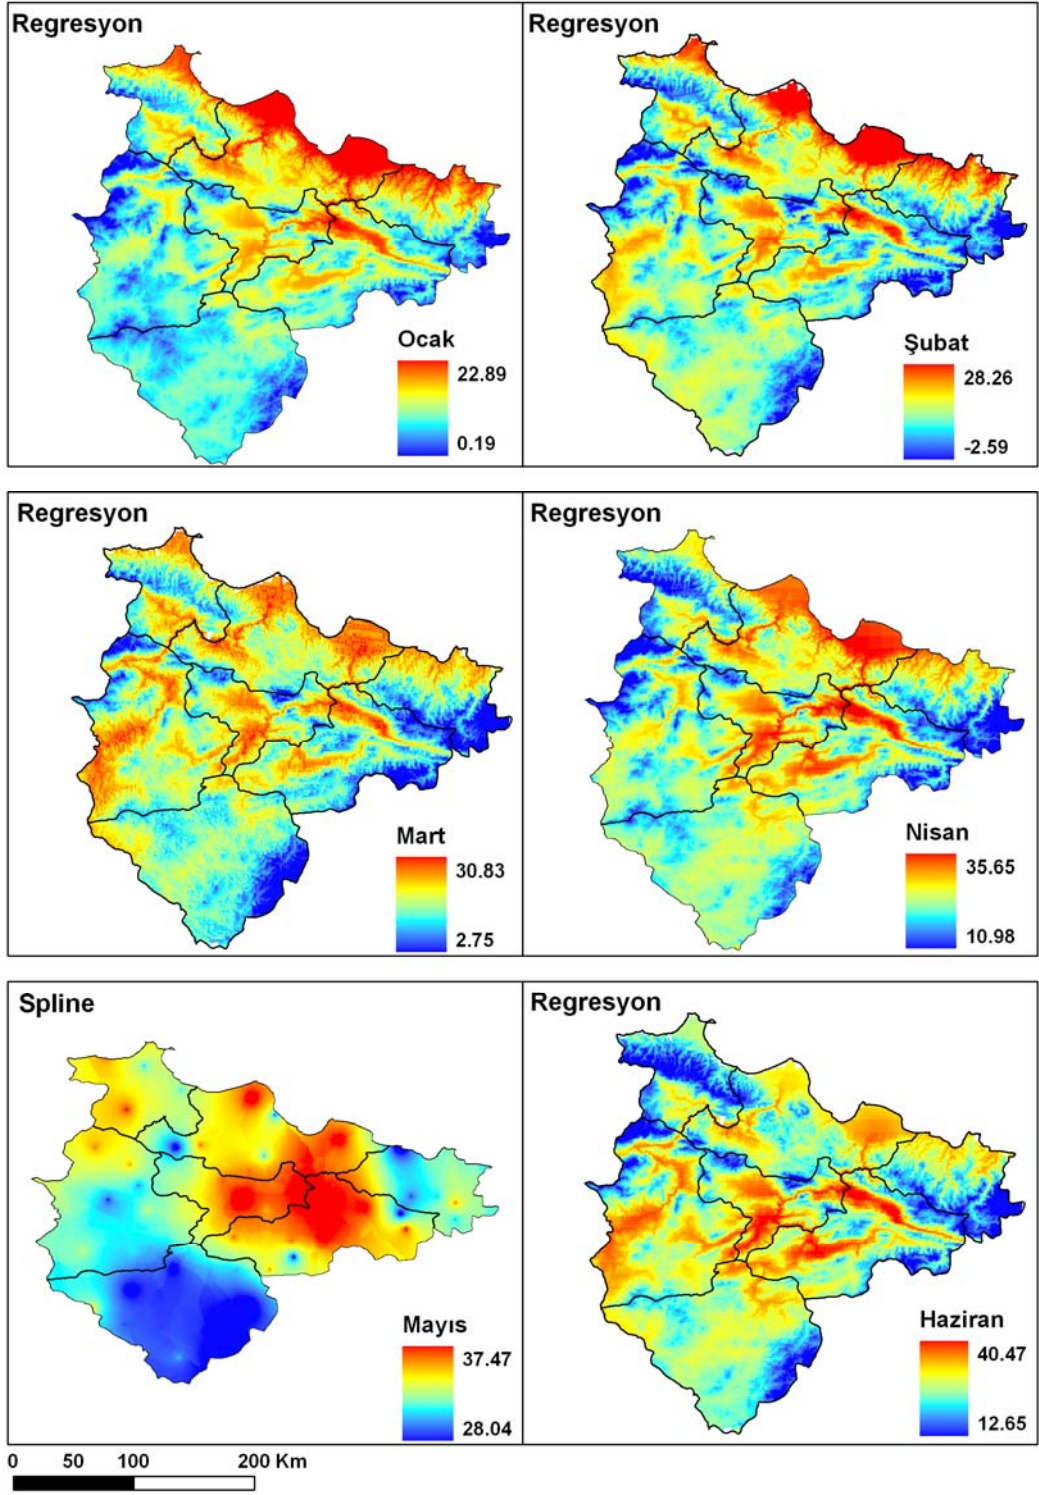 Regresyon
Ocak
22.89
0.19
Regresyon
Şubat
28.26
-2.59
Regresyon
Mart
30.83
2.75
Regresyon
Nisan
35.65
10.98
Spline
Mayıs
37.47
28.04
Regresyon
Haziran
40.47
12.65
0 50 100 200 Km